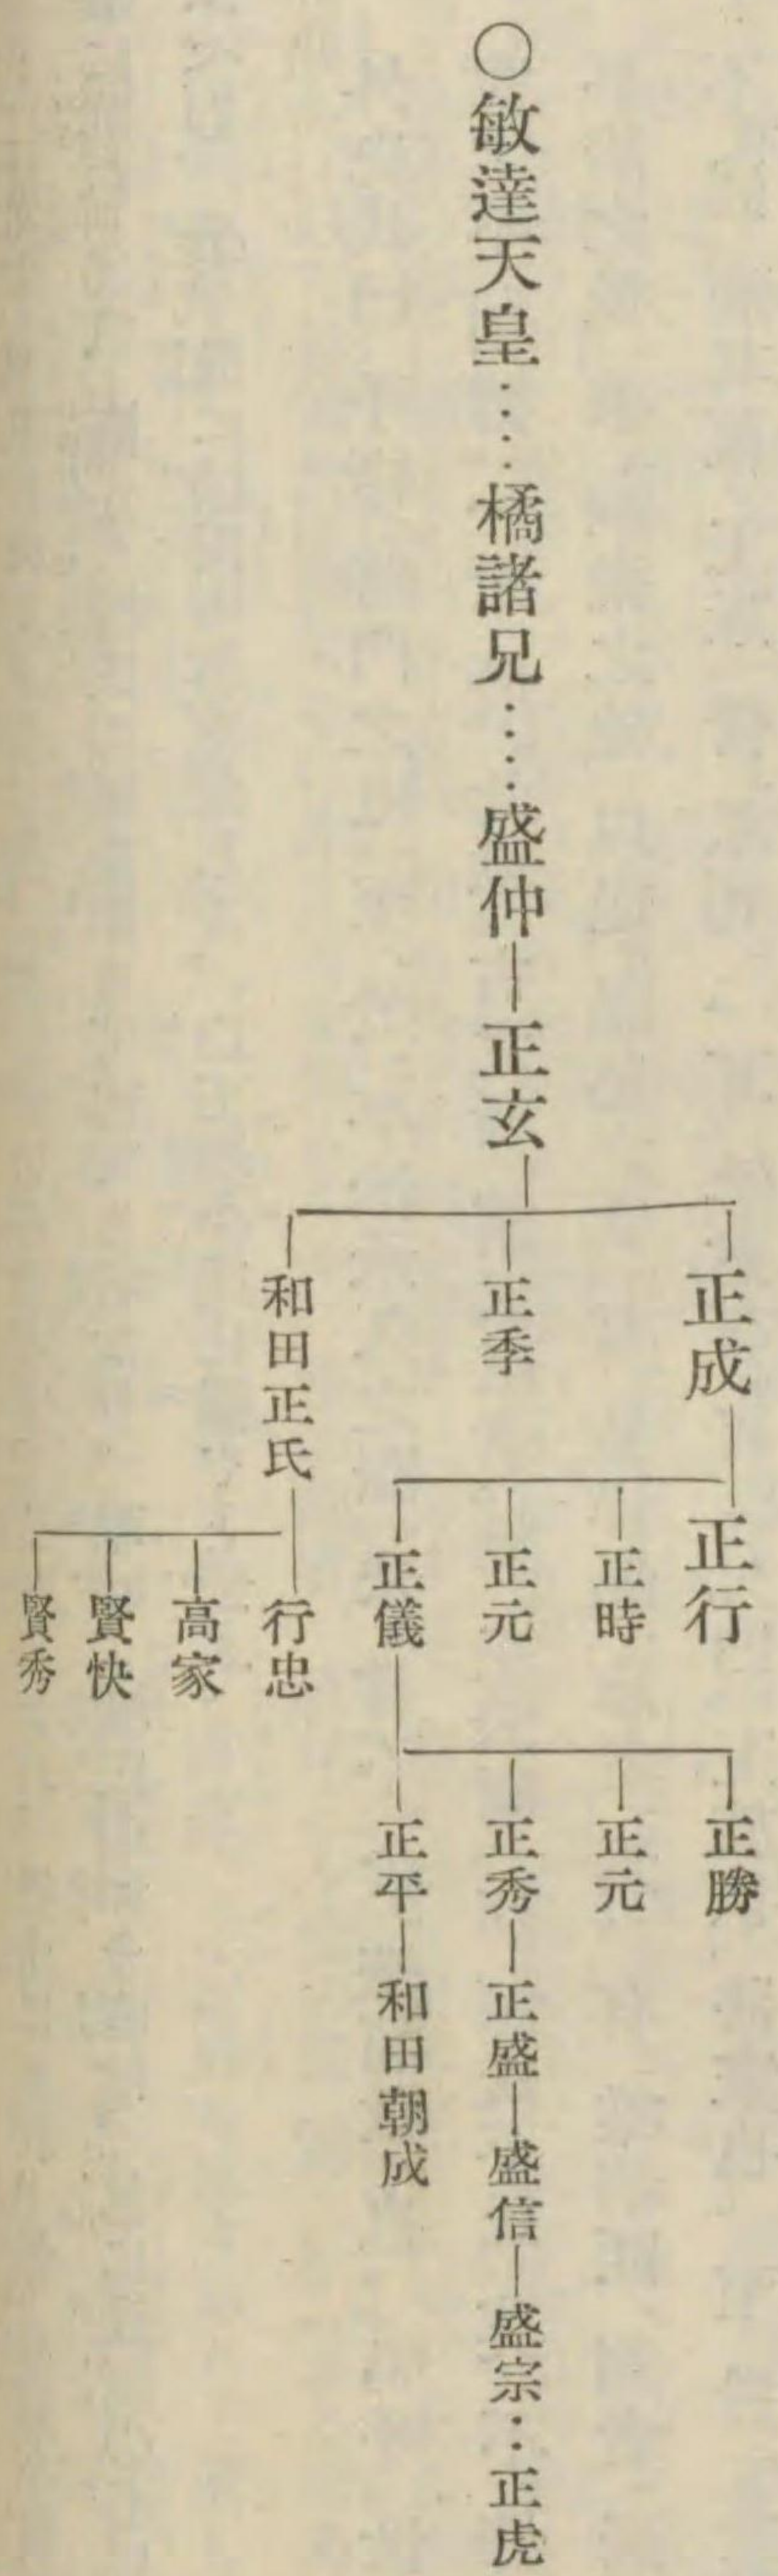 ○敏達天皇‥‥橘諸兄‥‥盛仲―正玄
正成―正行
正時
正元
正儀
正勝
正元
正秀―正盛―盛信―盛宗‥正虎
正平―和田朝成
正季
和田正氏―行忠
高家
賢快
賢秀